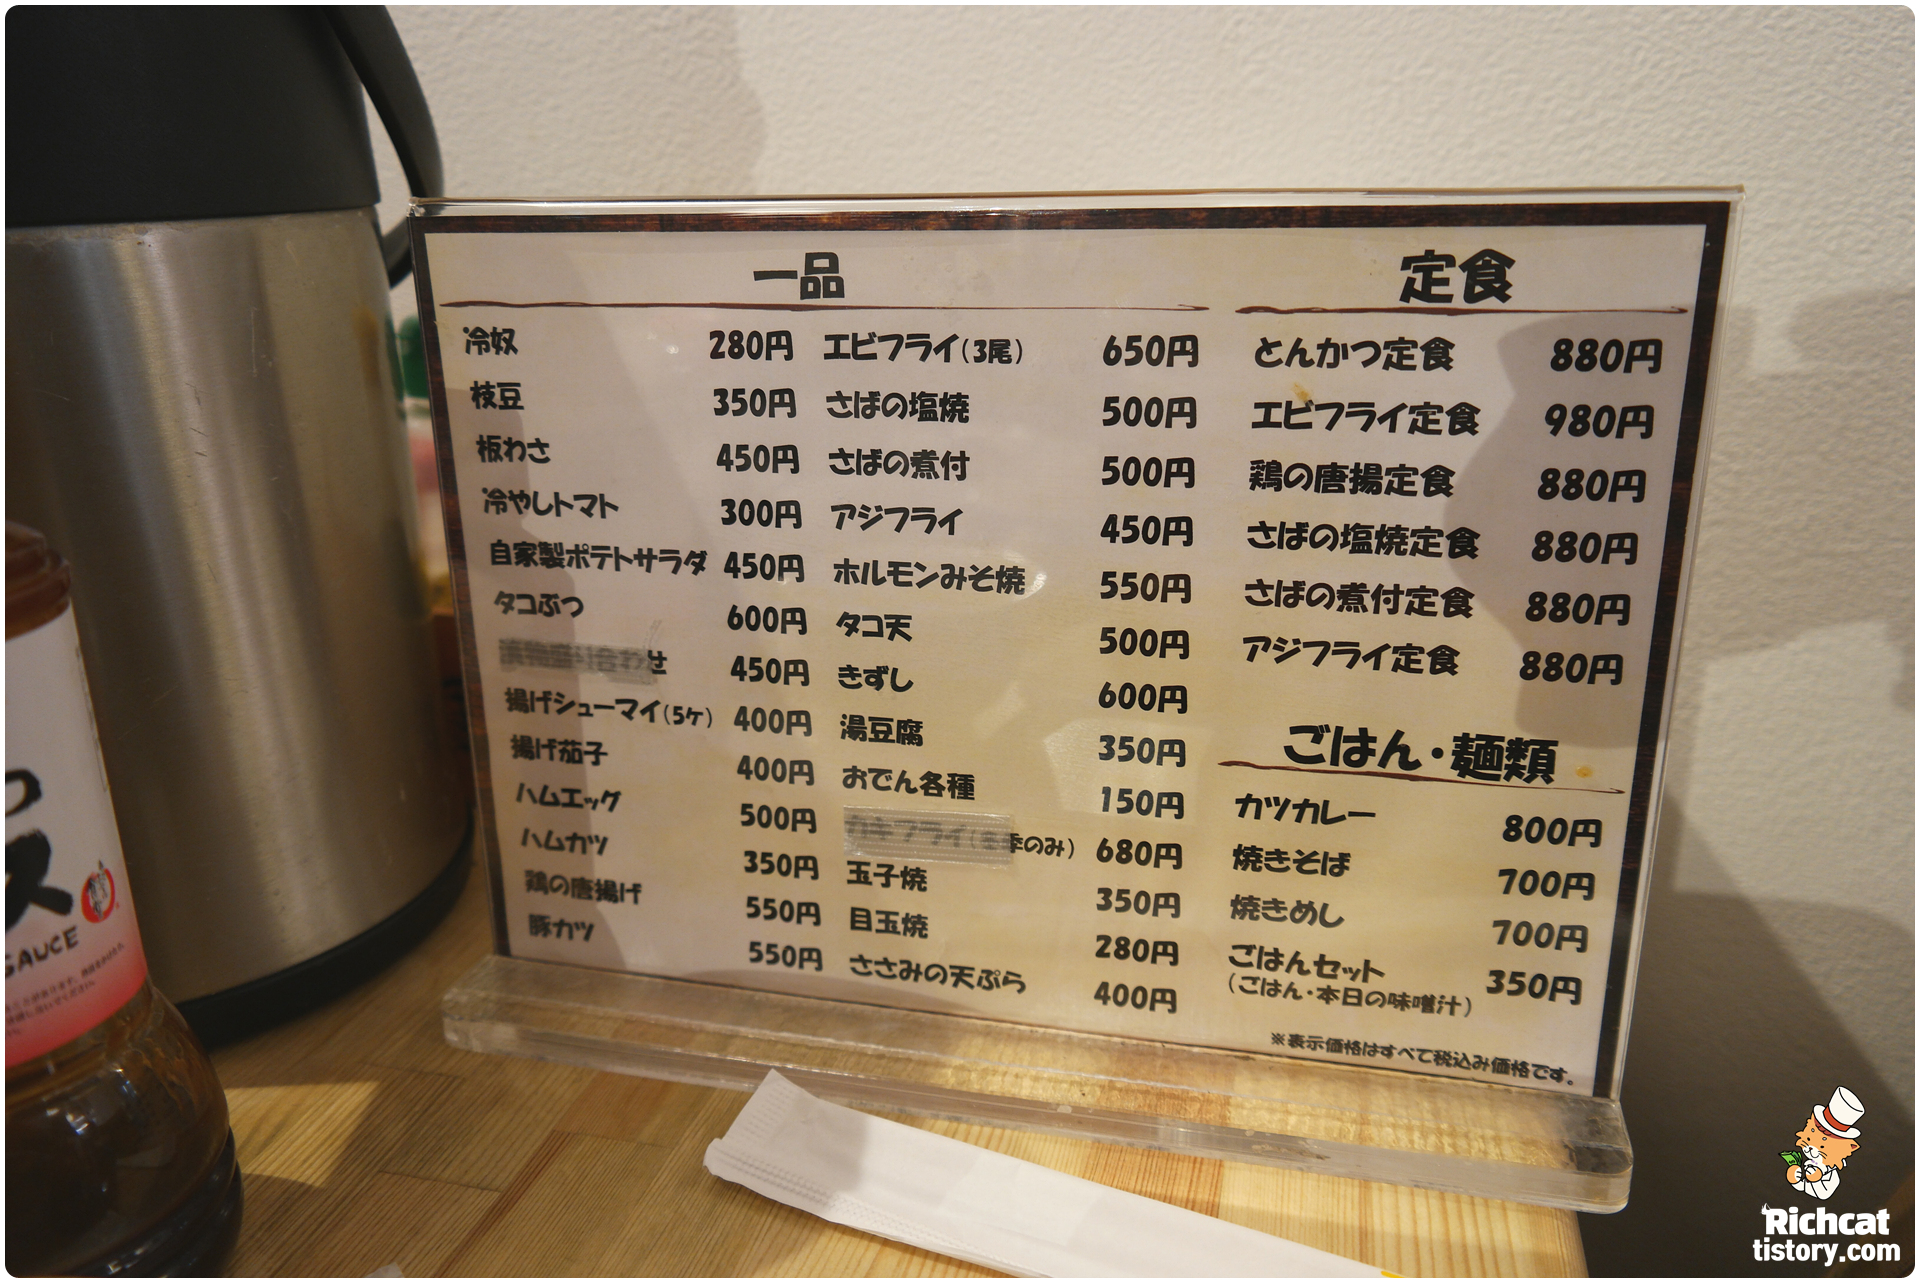 一品
冷奴 280円
枝豆 350円
板わさ 450円
冷やしトマト 300円
自家製ポテトサラダ 450円
タコぶつ 600円
漬物盛り合わせ 450円
揚げシューマイ(5ケ) 400円
揚げ茄子 400円
ハムエッグ 500円
ハムカツ 350円
鶏の唐揚げ 550円
豚カツ 550円
エビフライ(3尾) 650円
さばの塩焼 500円
さばの煮付 500円
アジフライ 450円
ホルモンみそ焼 550円
タコ天 500円
きずし 600円
湯豆腐 350円
おでん各種 150円
カキフライ(冬季のみ) 680円
玉子焼 350円
目玉焼 280円
ささみの天ぷら 400円
定食
とんかつ定食 880円
エビフライ定食 980円
鶏の唐揚定食 880円
さばの塩焼定食 880円
さばの煮付定食 880円
アジフライ定食 880円
ごはん・麺類
カツカレー 800円
焼きそば 700円
焼きめし 700円
ごはんセット 350円
(ごはん・本日の味噌汁)
※表示価格はすべて税込み価格です。
SAUCE
Richcat
tistory.com